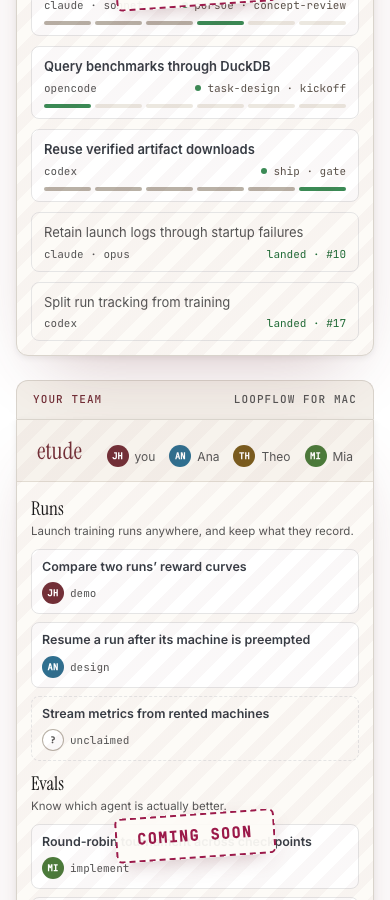 claude · so
concept-review
Query benchmarks through DuckDB
opencode
task-design · kickoff
Reuse verified artifact downloads
codex
ship · gate
Retain launch logs through startup failures
claude · opus
landed · #10
Split run tracking from training
codex
landed · #17
YOUR TEAM
LOOPFLOW FOR MAC
etude
JH you
AN Ana
TH Theo
MI Mia
Runs
Launch training runs anywhere, and keep what they record.
Compare two runs’ reward curves
JH demo
Resume a run after its machine is preempted
AN design
Stream metrics from rented machines
? unclaimed
Evals
Know which agent is actually better.
Round-robin
points
COMING SOON
MI implement